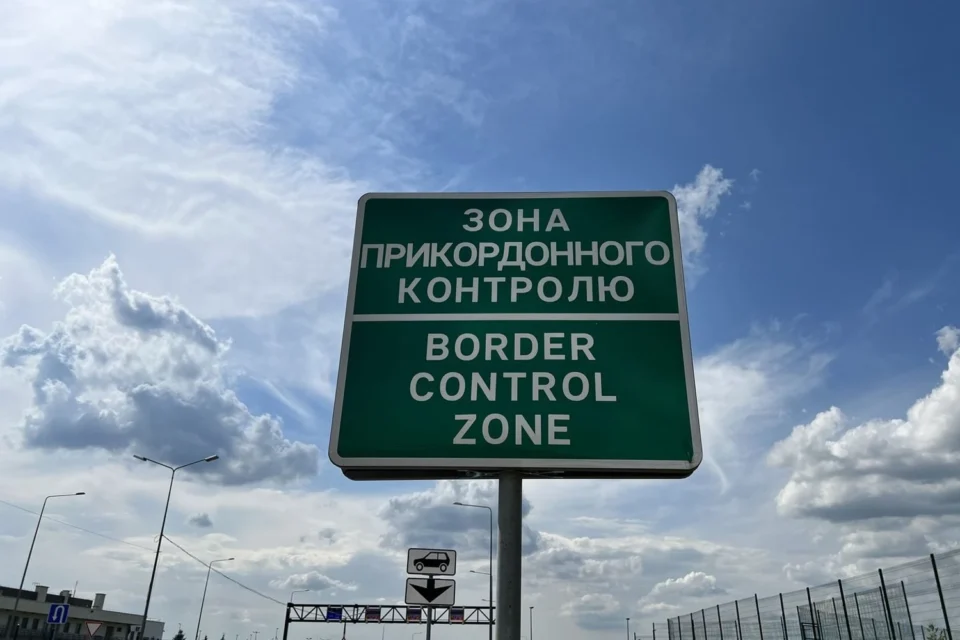 ЗОНА
ПРИКОРДОННОГО
КОНТРОЛЮ
BORDER
CONTROL
ZONE